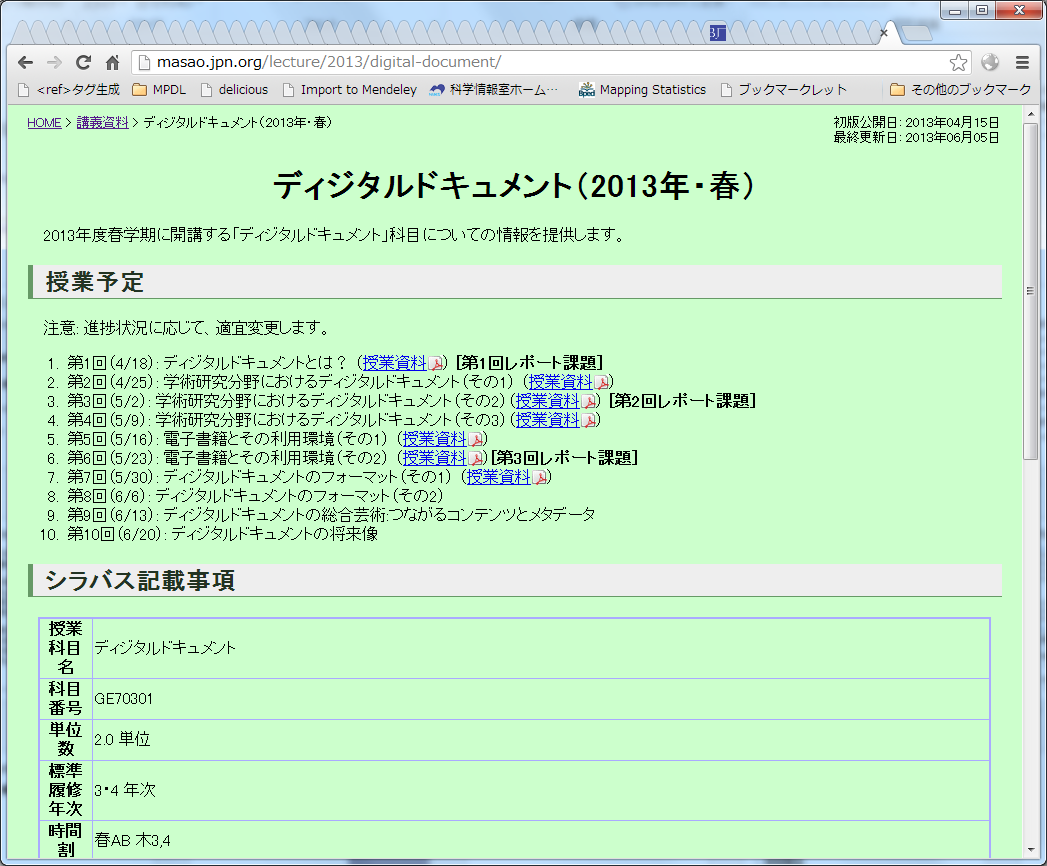 masao.jpn.org/lecture/2013/digital-document/
<ref>タグ生成 MPDL delicious Import to Mendeley 科学情報室ホーム… Mapping Statistics ブックマークレット その他のブックマーク
HOME > 講義資料 > ディジタルドキュメント(2013年・春)
初版公開日: 2013年04月15日
最終更新日: 2013年06月05日
ディジタルドキュメント(2013年・春)
2013年度春学期に開講する「ディジタルドキュメント」科目についての情報を提供します。
授業予定
注意: 進捗状況に応じて、適宜変更します。
1. 第1回(4/18): ディジタルドキュメントとは? (授業資料) [第1回レポート課題]
2. 第2回(4/25): 学術研究分野におけるディジタルドキュメント(その1) (授業資料)
3. 第3回(5/2): 学術研究分野におけるディジタルドキュメント(その2) (授業資料) [第2回レポート課題]
4. 第4回(5/9): 学術研究分野におけるディジタルドキュメント(その3) (授業資料)
5. 第5回(5/16): 電子書籍とその利用環境(その1) (授業資料)
6. 第6回(5/23): 電子書籍とその利用環境(その2) (授業資料) [第3回レポート課題]
7. 第7回(5/30): ディジタルドキュメントのフォーマット(その1) (授業資料)
8. 第8回(6/6): ディジタルドキュメントのフォーマット(その2)
9. 第9回(6/13): ディジタルドキュメントの総合芸術:つながるコンテンツとメタデータ
10. 第10回(6/20): ディジタルドキュメントの将来像
シラバス記載事項
授業科目名 ディジタルドキュメント
科目番号 GE70301
単位数 2.0 単位
標準履修年次 3・4 年次
時間割 春AB 木3,4